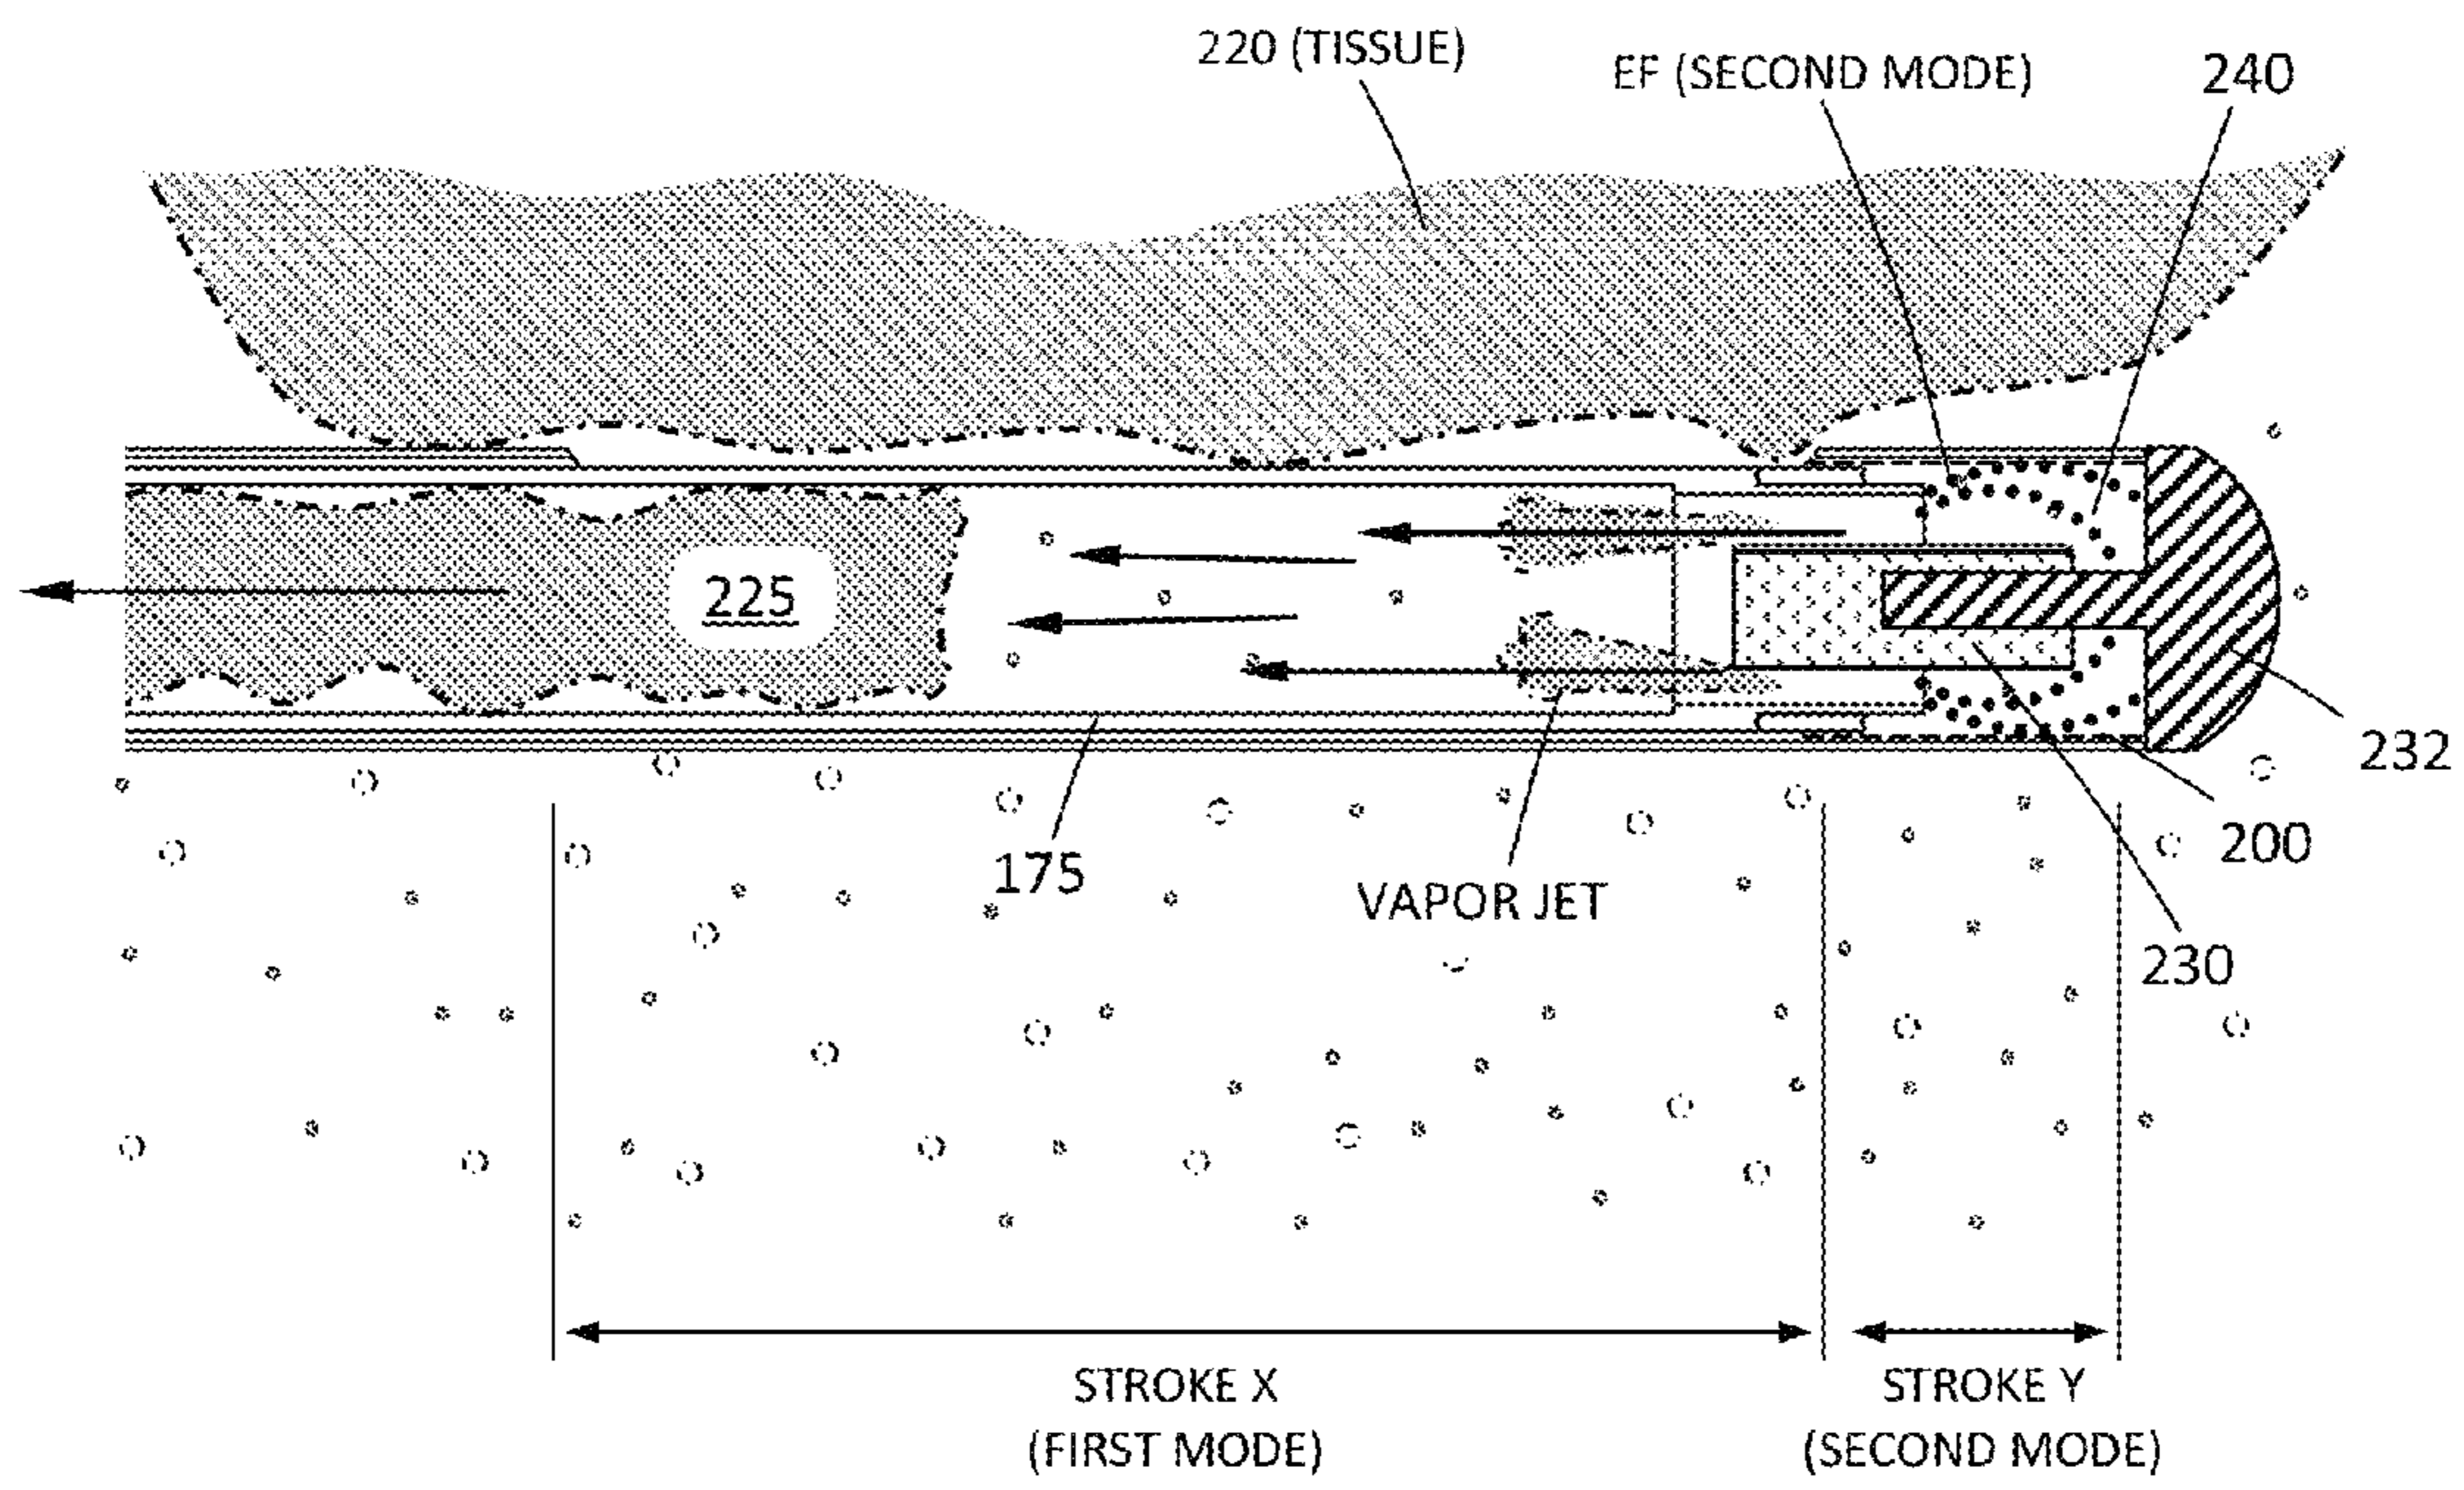 220 (TISSUE)
EF (SECOND MODE)
240
225
232
200
175
VAPOR JET
230
STROKE X
(FIRST MODE)
STROKE Y
(SECOND MODE)